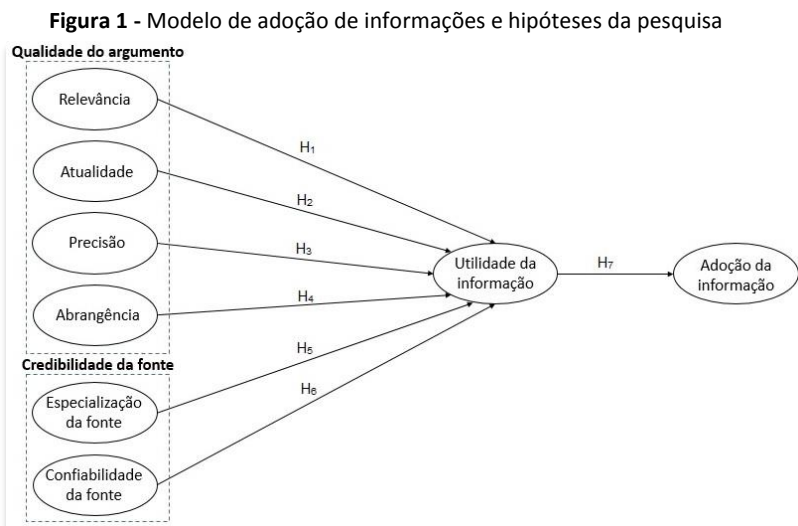 Figura 1 - Modelo de adoção de informações e hipóteses da pesquisa
Qualidade do argumento
Relevância
H₁
Atualidade
H₂
Precisão
H₃
Utilidade da
informação
H₇
Adoção da
informação
Abrangência
H₄
Credibilidade da fonte
H₅
Especialização
da fonte
H₆
Confiabilidade
da fonte